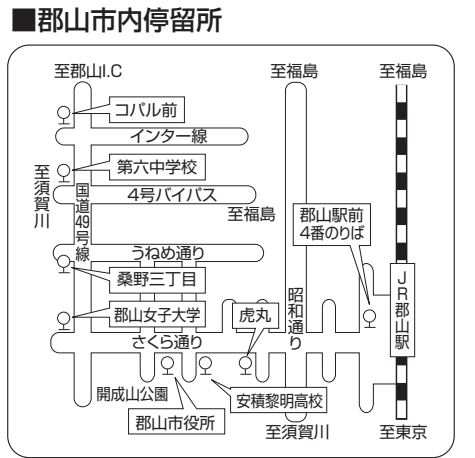 ■郡山市内停留所
至郡山I.C
至福島
至福島
コパル前
インター線
第六中学校
至須賀川
4号バイパス
国道49号線
至福島
郡山駅前
4番のりば
うねめ通り
桑野三丁目
昭和通り
JR郡山駅
郡山女子大学
虎丸
さくら通り
開成山公園
安積黎明高校
郡山市役所
至須賀川
至東京